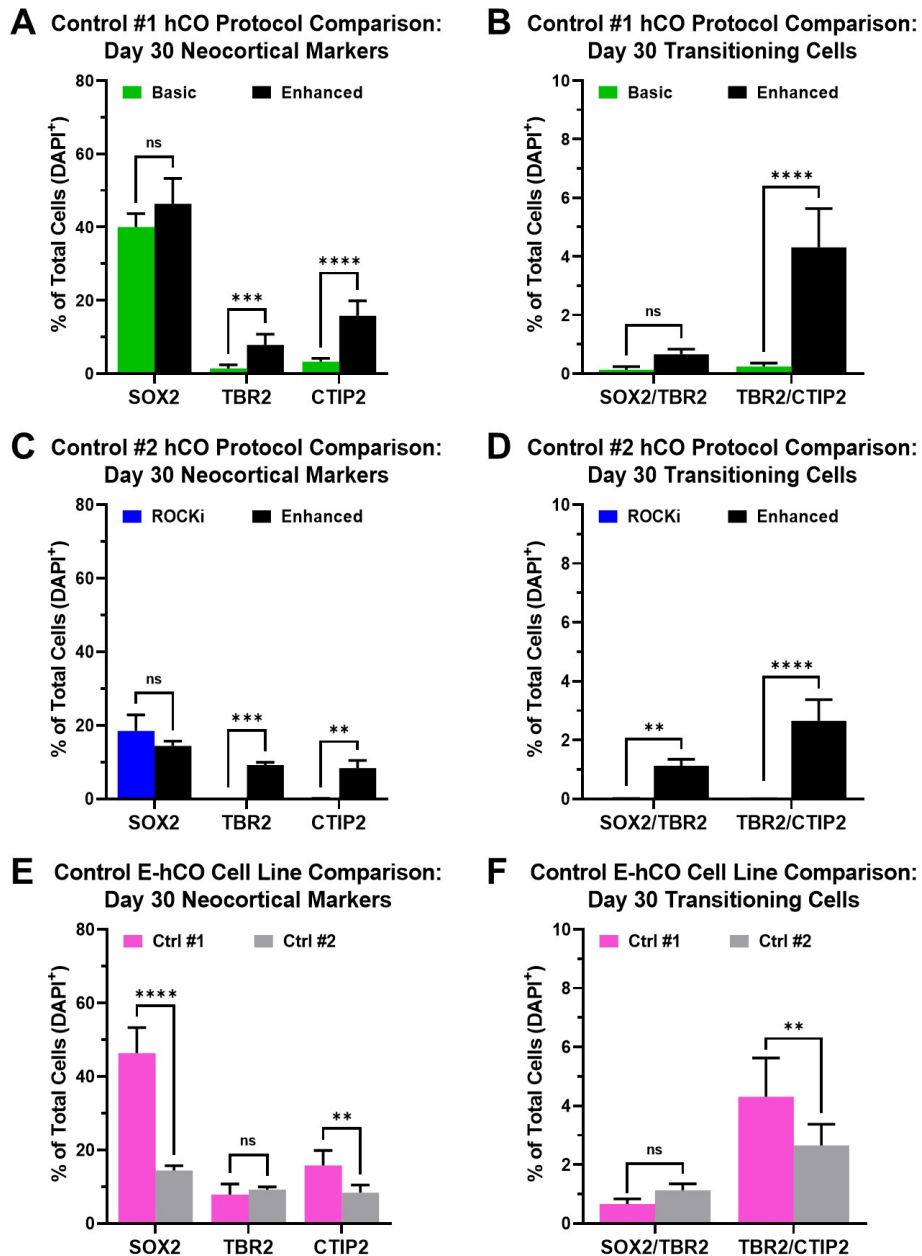 A Control #1 hCO Protocol Comparison:
Day 30 Neocortical Markers
% of Total Cells (DAPI⁺)
80
60
40
20
0
Basic Enhanced
ns
***
****
SOX2 TBR2 CTIP2
B Control #1 hCO Protocol Comparison:
Day 30 Transitioning Cells
% of Total Cells (DAPI⁺)
10
8
6
4
2
0
Basic Enhanced
ns
****
SOX2/TBR2 TBR2/CTIP2
C Control #2 hCO Protocol Comparison:
Day 30 Neocortical Markers
% of Total Cells (DAPI⁺)
80
60
40
20
0
ROCKi Enhanced
ns
***
**
SOX2 TBR2 CTIP2
D Control #2 hCO Protocol Comparison:
Day 30 Transitioning Cells
% of Total Cells (DAPI⁺)
10
8
6
4
2
0
ROCKi Enhanced
**
****
SOX2/TBR2 TBR2/CTIP2
E Control E-hCO Cell Line Comparison:
Day 30 Neocortical Markers
% of Total Cells (DAPI⁺)
80
60
40
20
0
Ctrl #1 Ctrl #2
****
ns
**
SOX2 TBR2 CTIP2
F Control E-hCO Cell Line Comparison:
Day 30 Transitioning Cells
% of Total Cells (DAPI⁺)
10
8
6
4
2
0
Ctrl #1 Ctrl #2
ns
**
SOX2/TBR2 TBR2/CTIP2